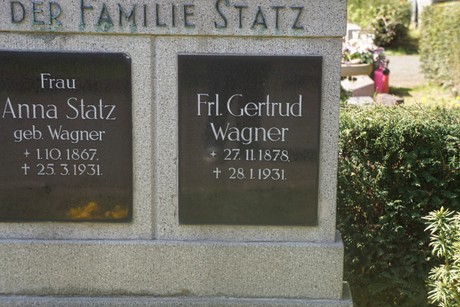 DER FAMILIE STATZ
Frau
Anna Statz
geb. Wagner
+ 1.10.1867.
† 25.3.1931.
Frl. Gertrud
Wagner
* 27.11.1878.
† 28.1.1931.